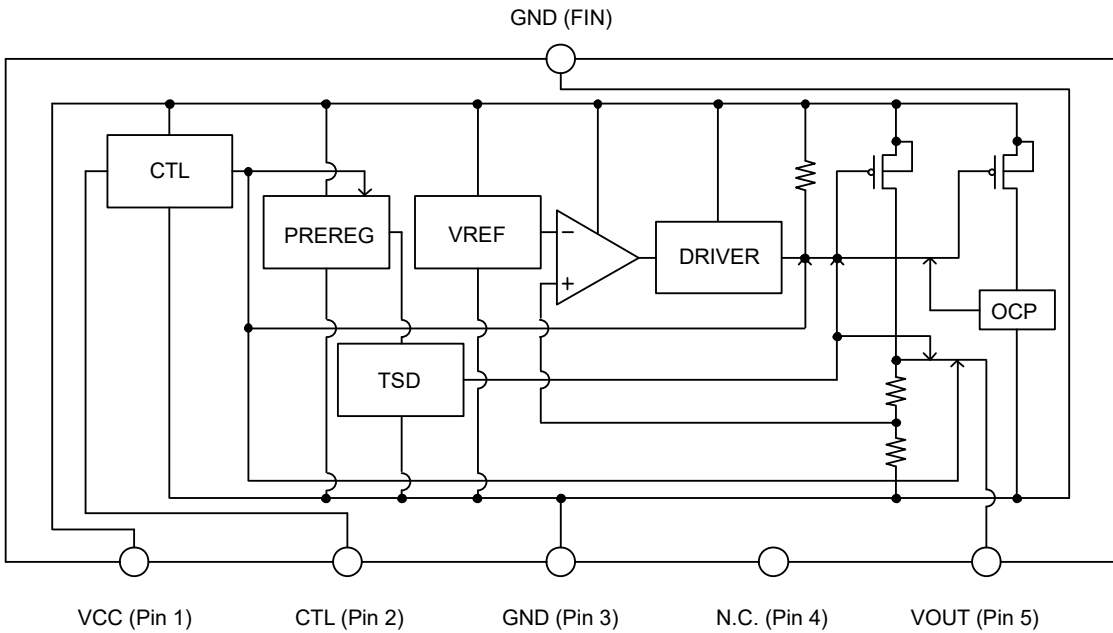 GND (FIN)
CTL
PREREG
VREF
−
+
DRIVER
OCP
TSD
VCC (Pin 1)
CTL (Pin 2)
GND (Pin 3)
N.C. (Pin 4)
VOUT (Pin 5)